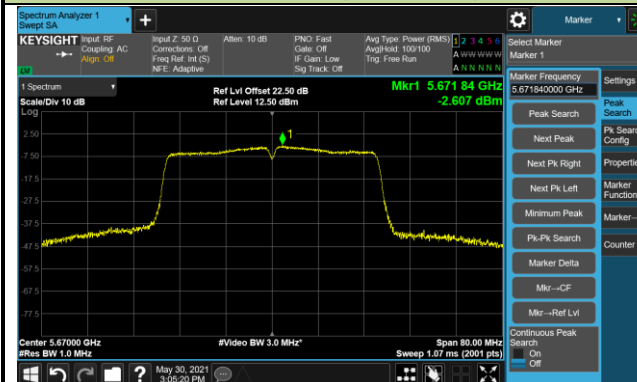 Spectrum Analyzer 1
Swept SA
Marker
KEYSIGHT
Input: RF
Coupling: AC
Align: Off
Input Z: 50 Ω
Corrections: Off
Freq Ref: Int (S)
NFE: Adaptive
Atten: 10 dB
PNO: Fast
Gate: Off
IF Gain: Low
Sig Track: Off
Avg Type: Power (RMS)
Avg|Hold: 100/100
Trig: Free Run
1 2 3 4 5 6
A W W W W W
A N N N N N
LXI
Select Marker
Marker 1
1 Spectrum
Scale/Div 10 dB
Log
Ref Lvl Offset 22.50 dB
Ref Level 12.50 dBm
Mkr1 5.671 84 GHz
-2.607 dBm
1
2.50
-7.50
-17.5
-27.5
-37.5
-47.5
-57.5
-67.5
-77.5
Center 5.67000 GHz
#Res BW 1.0 MHz
#Video BW 3.0 MHz*
Span 80.00 MHz
Sweep 1.07 ms (2001 pts)
Marker Frequency
5.671840000 GHz
Peak Search
Next Peak
Next Pk Right
Next Pk Left
Minimum Peak
Pk-Pk Search
Marker Delta
Mkr→CF
Mkr→Ref Lvl
Continuous Peak
Search
On
Off
Settings
Peak
Search
Pk Search
Config
Properties
Marker
Function
Marker→
Counter
May 30, 2021
3:05:20 PM